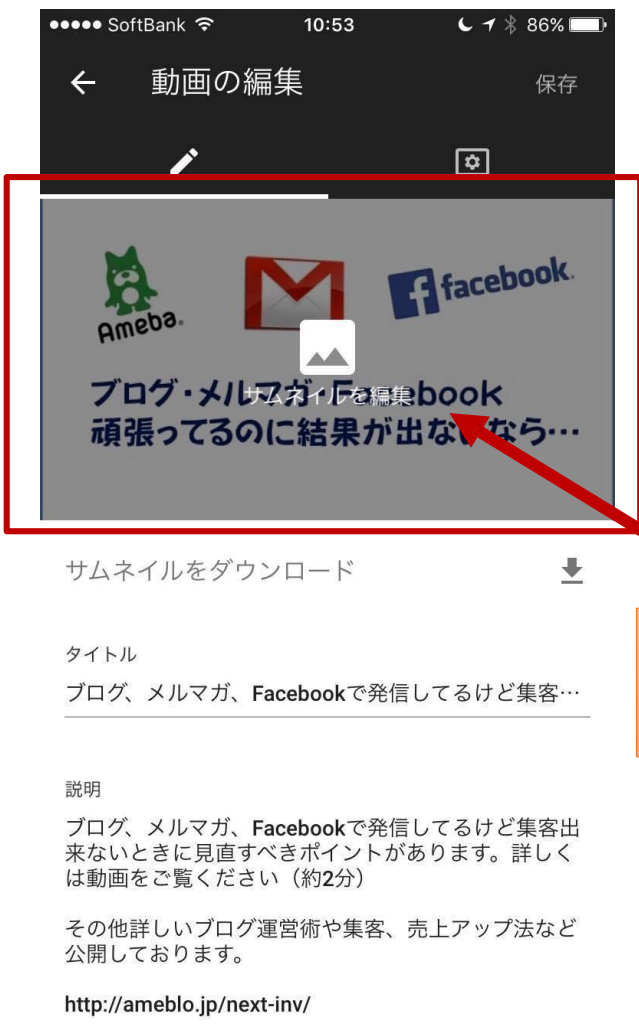 SoftBank 10:53 86%
動画の編集 保存
Ameba.
facebook.
サムネイルを編集
ブログ・メルマガ・Facebook
頑張ってるのに結果が出ないなら…
サムネイルをダウンロード
タイトル
ブログ、メルマガ、Facebookで発信してるけど集客…
説明
ブログ、メルマガ、Facebookで発信してるけど集客出
来ないときに見直すべきポイントがあります。詳しく
は動画をご覧ください（約2分）
その他詳しいブログ運営術や集客、売上アップ法など
公開しております。
http://ameblo.jp/next-inv/